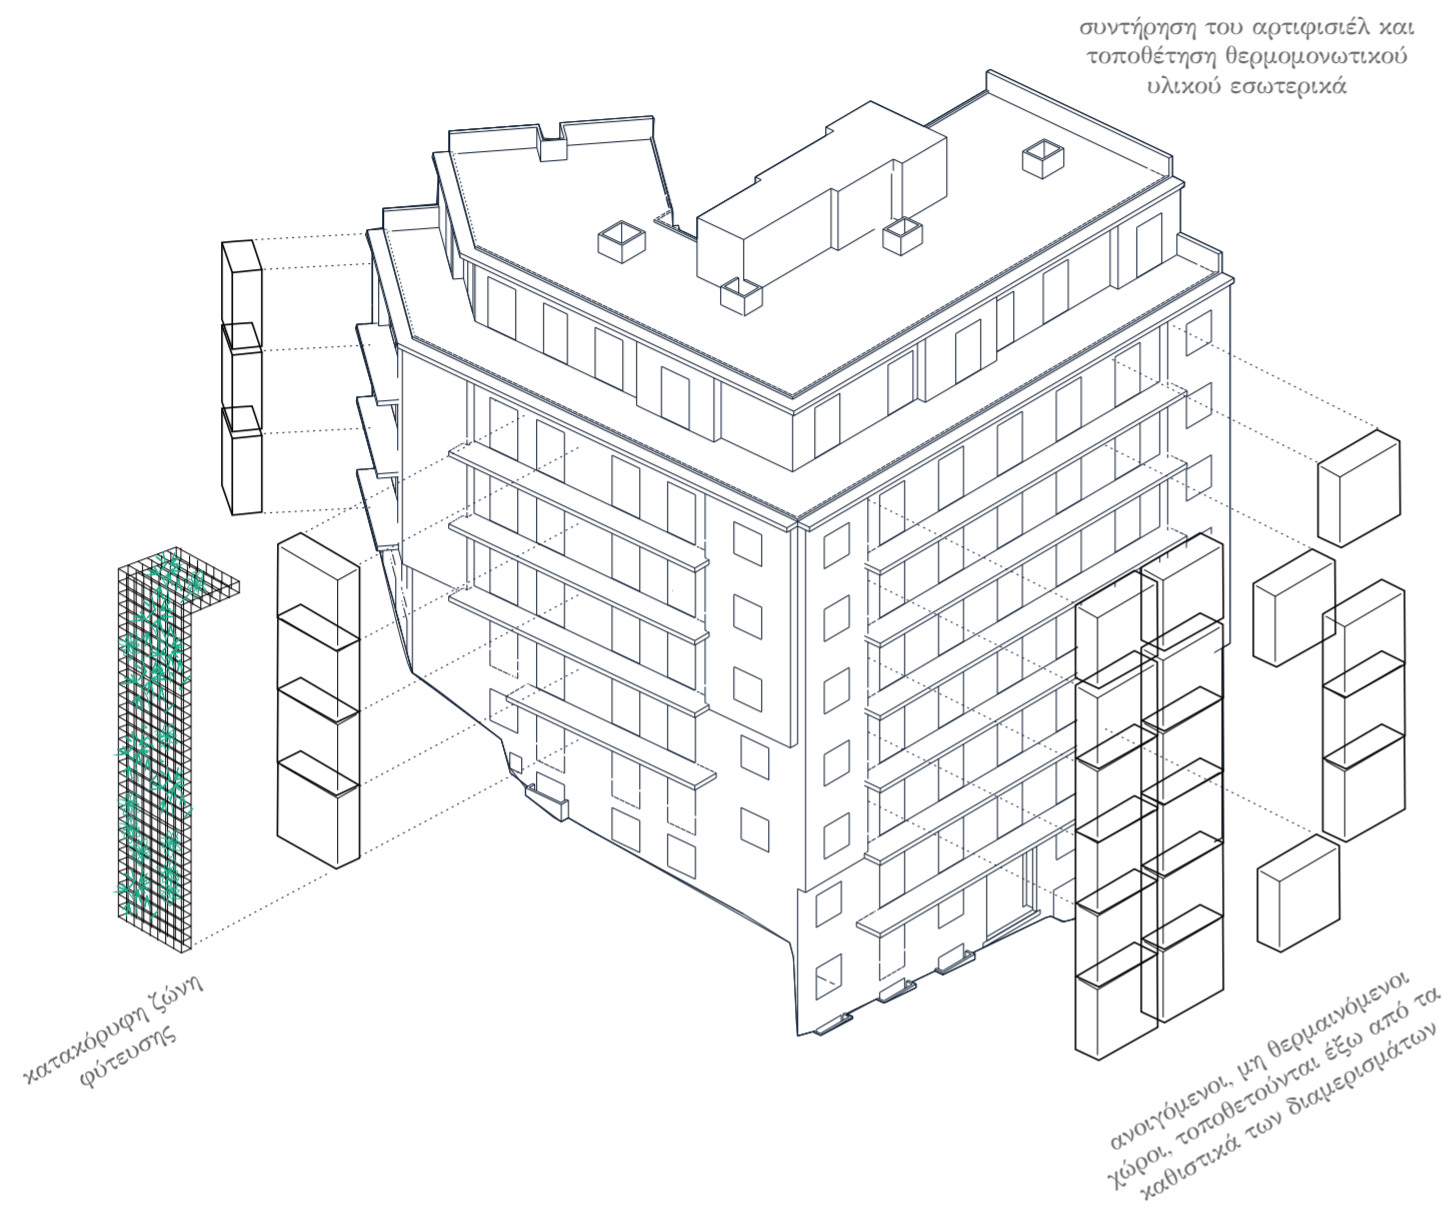 συντήρηση του αρτιφισιέλ και
τοποθέτηση θερμομονωτικού
υλικού εσωτερικά
κατακόρυφη ζώνη
φύτευσης
ανοιγόμενοι, μη θερμαινόμενοι
χώροι, τοποθετούνται έξω από τα
καθιστικά των διαμερισμάτων